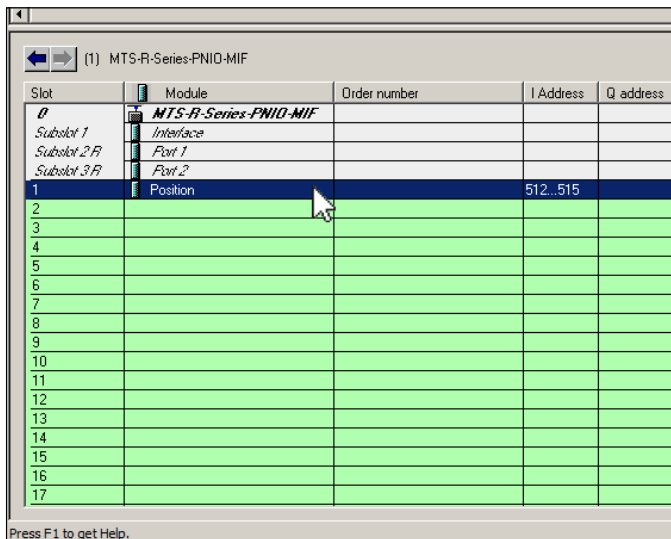 (1) MTS-R-Series-PNIO-MIF
Slot Module Order number I Address Q address
0 MTS-R-Series-PNIO-MIF
Subslot 1 Interface
Subslot 2 R Port 1
Subslot 3 R Port 2
1 Position 512...515
2
3
4
5
6
7
8
9
10
11
12
13
14
15
16
17
Press F1 to get Help.